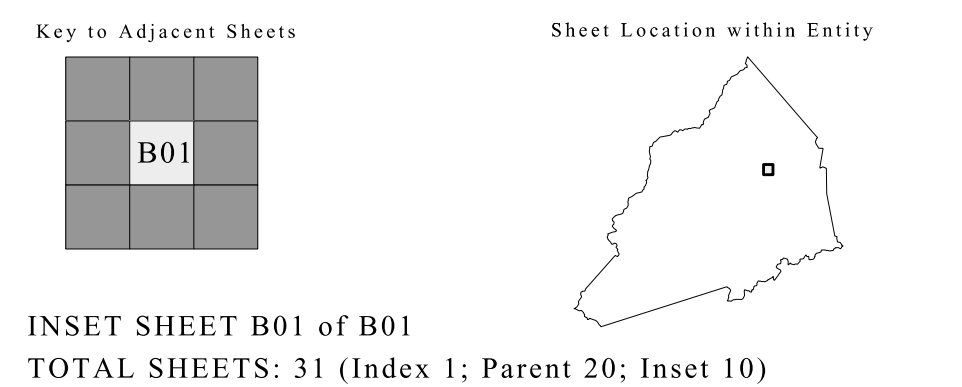 Key to Adjacent Sheets
Sheet Location within Entity
B01
INSET SHEET B01 of B01
TOTAL SHEETS: 31 (Index 1; Parent 20; Inset 10)